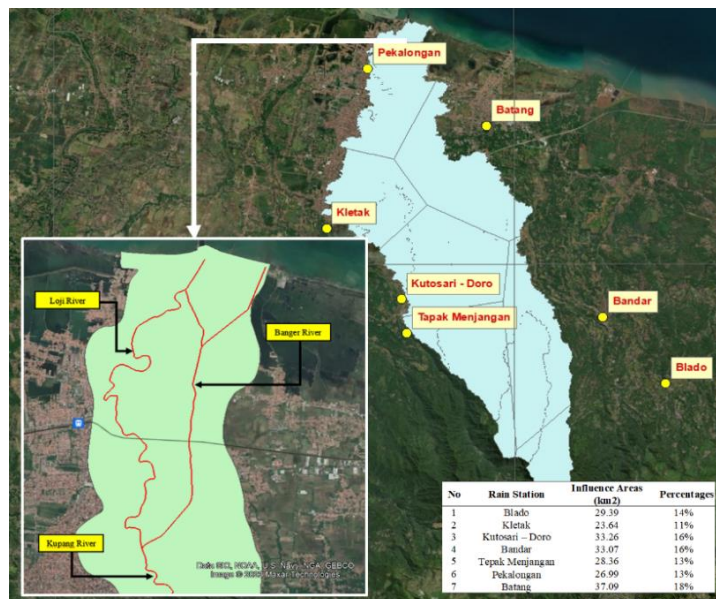 Pekalongan
Batang
Kletak
Kutosari - Doro
Tapak Menjangan
Bandar
Blado
Loji River
Banger River
Kupang River
Data SIO, NOAA, U.S. Navy, NGA, GEBCO
Image © 2023 Maxar Technologies
No Rain Station Influence Areas (km2) Percentages
1 Blado 29.39 14%
2 Kletak 23.64 11%
3 Kutosari – Doro 33.26 16%
4 Bandar 33.07 16%
5 Tepak Menjangan 28.36 13%
6 Pekalongan 26.99 13%
7 Batang 37.09 18%